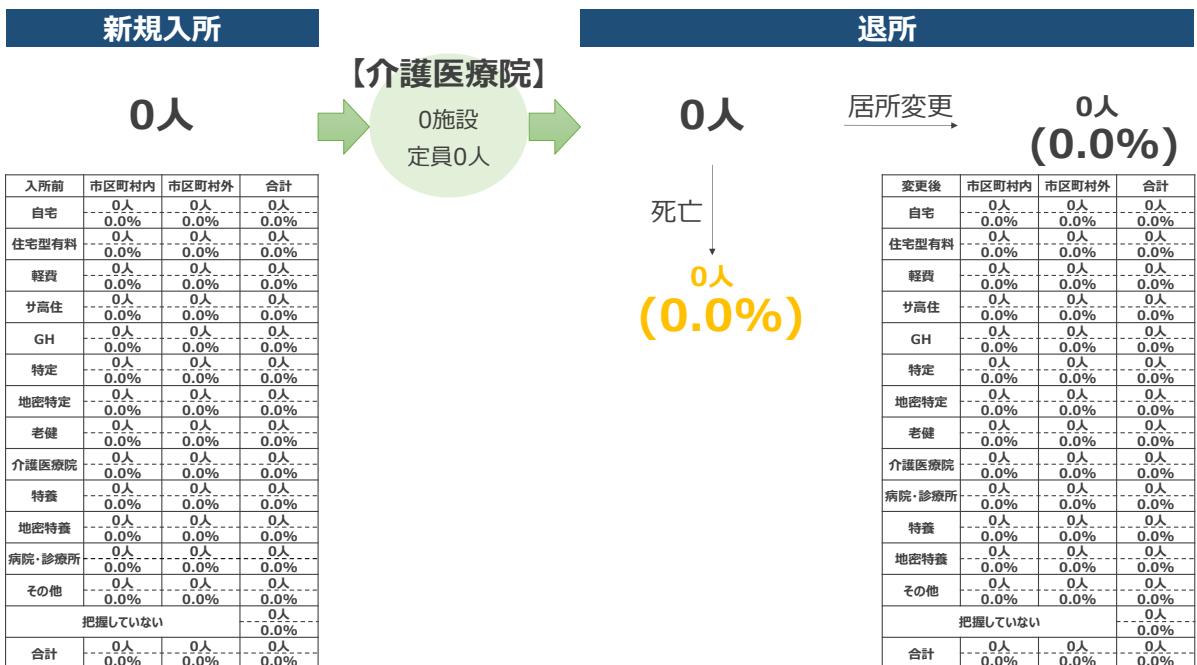 新規入所
退所
【介護医療院】
0人
0施設
定員0人
0人
居所変更
0人
(0.0%)
死亡
0人
(0.0%)
入所前 市区町村内 市区町村外 合計
自宅 0人 0人 0人
0.0% 0.0% 0.0%
住宅型有料 0人 0人 0人
0.0% 0.0% 0.0%
軽費 0人 0人 0人
0.0% 0.0% 0.0%
サ高住 0人 0人 0人
0.0% 0.0% 0.0%
GH 0人 0人 0人
0.0% 0.0% 0.0%
特定 0人 0人 0人
0.0% 0.0% 0.0%
地密特定 0人 0人 0人
0.0% 0.0% 0.0%
老健 0人 0人 0人
0.0% 0.0% 0.0%
介護医療院 0人 0人 0人
0.0% 0.0% 0.0%
特養 0人 0人 0人
0.0% 0.0% 0.0%
地密特養 0人 0人 0人
0.0% 0.0% 0.0%
病院・診療所 0人 0人 0人
0.0% 0.0% 0.0%
その他 0人 0人 0人
0.0% 0.0% 0.0%
把握していない 0人
0.0%
合計 0人 0人 0人
0.0% 0.0% 0.0%
変更後 市区町村内 市区町村外 合計
自宅 0人 0人 0人
0.0% 0.0% 0.0%
住宅型有料 0人 0人 0人
0.0% 0.0% 0.0%
軽費 0人 0人 0人
0.0% 0.0% 0.0%
サ高住 0人 0人 0人
0.0% 0.0% 0.0%
GH 0人 0人 0人
0.0% 0.0% 0.0%
特定 0人 0人 0人
0.0% 0.0% 0.0%
地密特定 0人 0人 0人
0.0% 0.0% 0.0%
老健 0人 0人 0人
0.0% 0.0% 0.0%
介護医療院 0人 0人 0人
0.0% 0.0% 0.0%
病院・診療所 0人 0人 0人
0.0% 0.0% 0.0%
特養 0人 0人 0人
0.0% 0.0% 0.0%
地密特養 0人 0人 0人
0.0% 0.0% 0.0%
その他 0人 0人 0人
0.0% 0.0% 0.0%
把握していない 0人
0.0%
合計 0人 0人 0人
0.0% 0.0% 0.0%